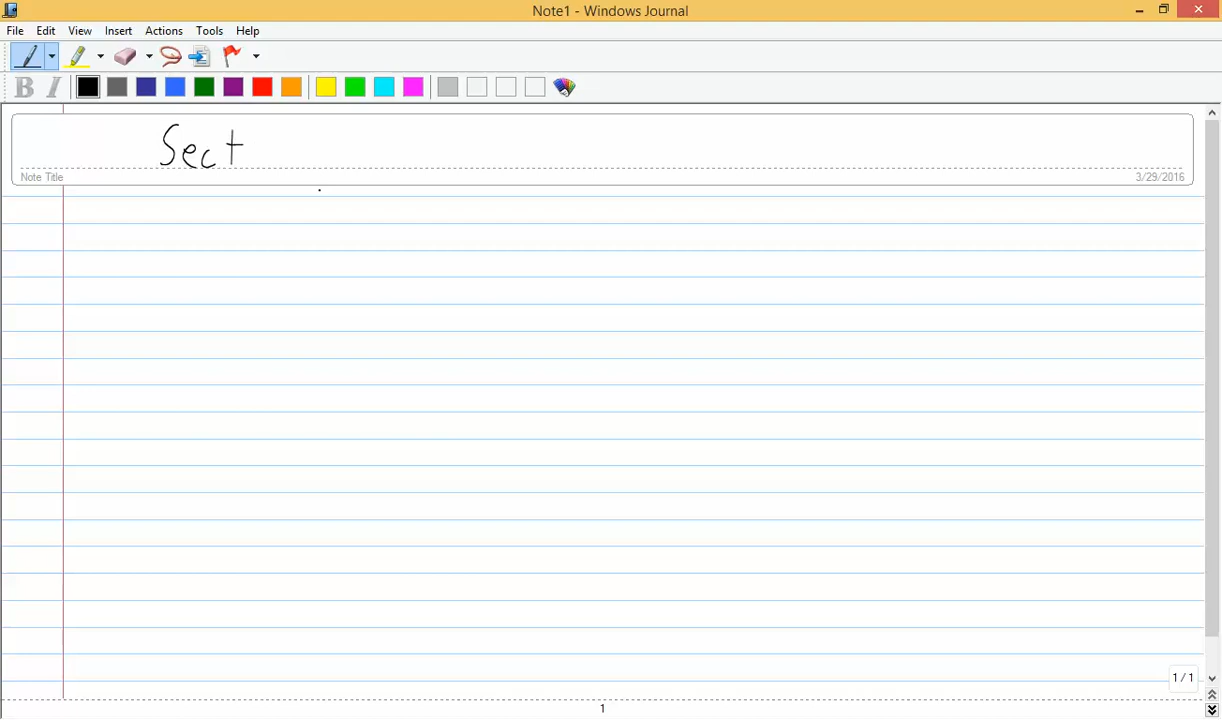 Note1 - Windows Journal
File Edit View Insert Actions Tools Help
B I
Sect
Note Title 3/29/2016
1 / 1
1